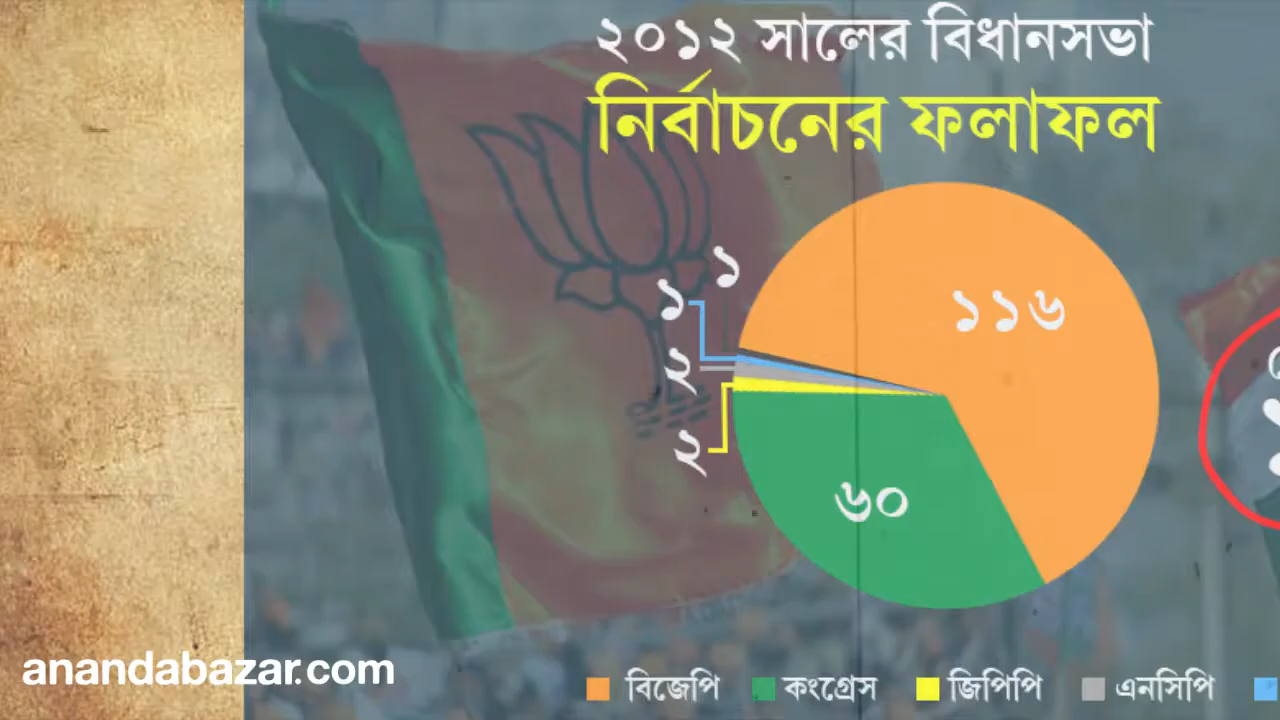 ২০১২ সালের বিধানসভা
নির্বাচনের ফলাফল
১
১
১১৬
২
২
৬০
anandabazar.com
বিজেপি কংগ্রেস জিপিপি এনসিপি